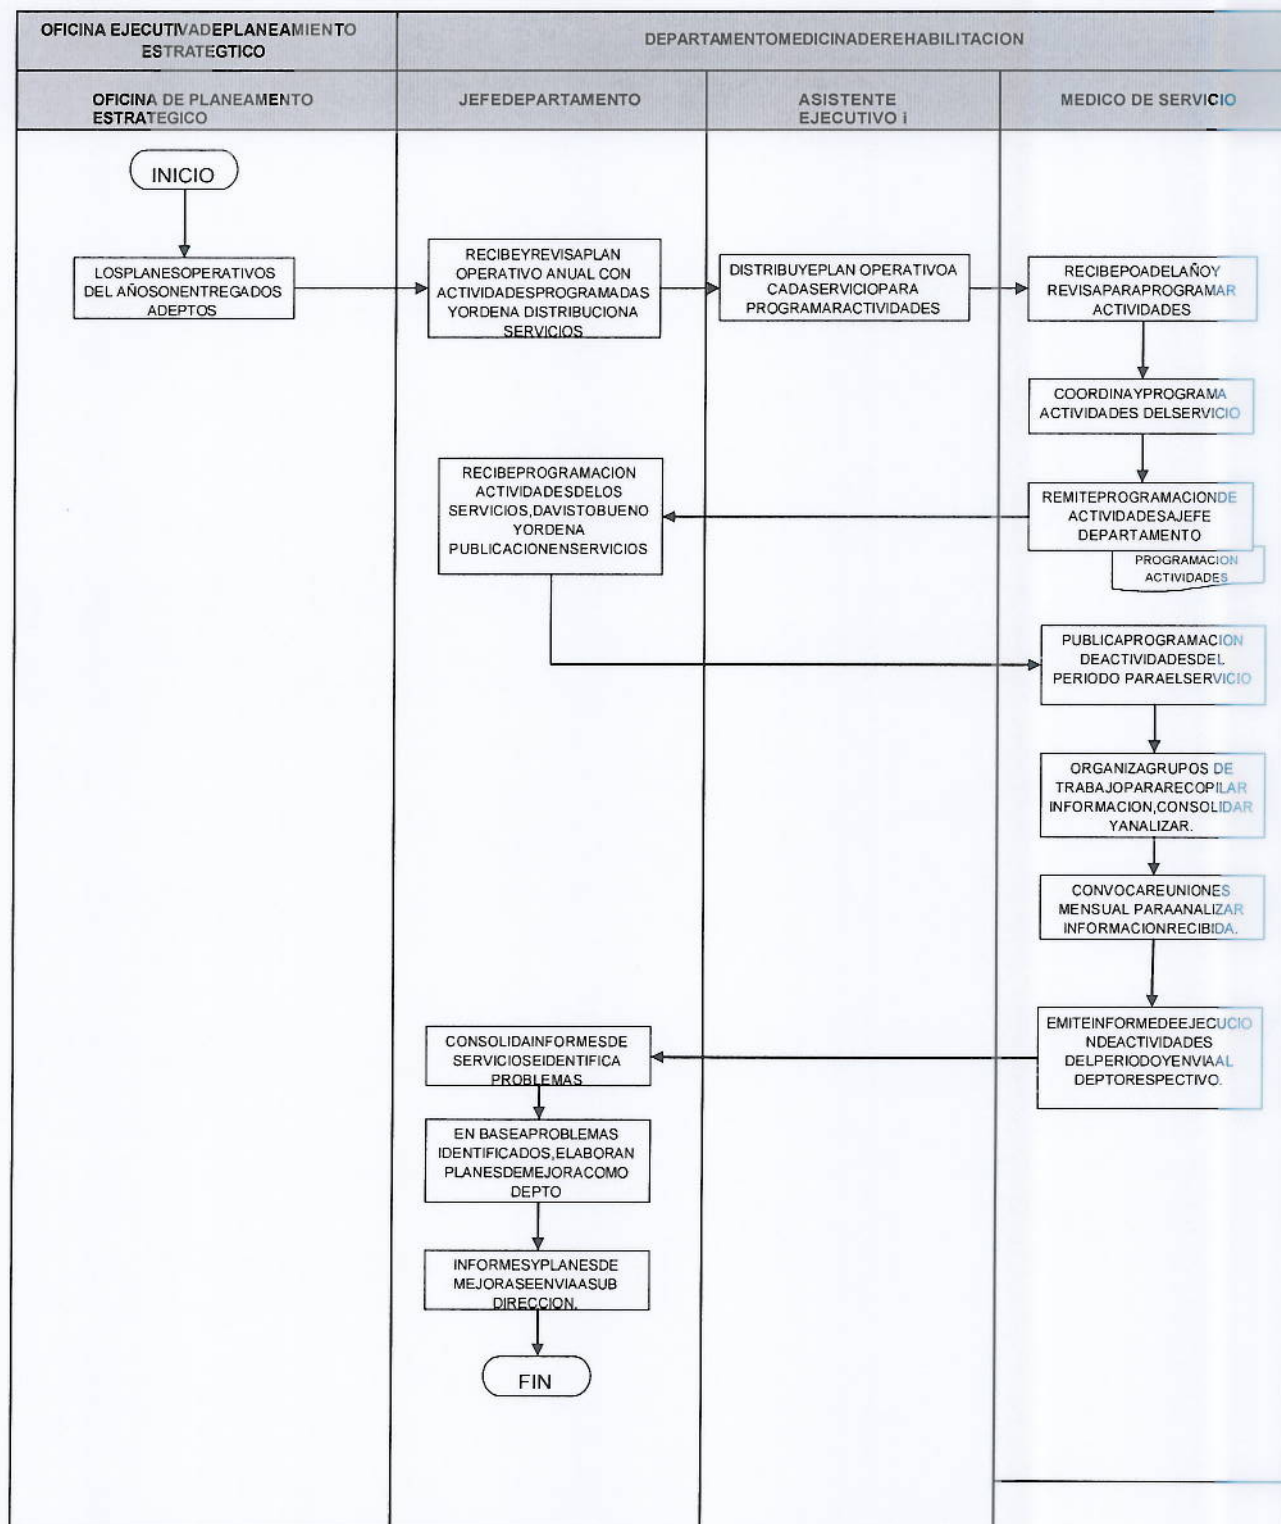 OFICINA EJECUTIVADEPLANEAMIENTO
ESTRATEGTICO
DEPARTAMENTOMEDICINADEREHABILITACION
OFICINA DE PLANEAMENTO
ESTRATEGICO
JEFEDEPARTAMENTO
ASISTENTE
EJECUTIVO i
MEDICO DE SERVICIO
INICIO
LOSPLANESOPERATIVOS
DEL AÑOSONENTREGADOS
ADEPTOS
RECIBEYREVISAPLAN
OPERATIVO ANUAL CON
ACTIVIDADESPROGRAMADAS
YORDENA DISTRIBUCIONA
SERVICIOS
DISTRIBUYEPLAN OPERATIVOA
CADASERVICIOPARA
PROGRAMARACTIVIDADES
RECIBEPOADELAÑOY
REVISAPARAPROGRAMAR
ACTIVIDADES
COORDINAYPROGRAMA
ACTIVIDADES DELSERVICIO
REMITEPROGRAMACIONDE
ACTIVIDADESAJEFE
DEPARTAMENTO
PROGRAMACION
ACTIVIDADES
RECIBEPROGRAMACION
ACTIVIDADESDELOS
SERVICIOS,DAVISTOBUENO
YORDENA
PUBLICACIONENSERVICIOS
PUBLICAPROGRAMACION
DEACTIVIDADESDEL
PERIODO PARAELSERVICIO
ORGANIZAGRUPOS DE
TRABAJOPARARECOPILAR
INFORMACION,CONSOLIDAR
YANALIZAR.
CONVOCAREUNIONES
MENSUAL PARAANALIZAR
INFORMACIONRECIBIDA.
EMITEINFORMEDEEJECUCIO
NDEACTIVIDADES
DELPERIODOYENVIAAL
DEPTORESPECTIVO.
CONSOLIDAINFORMESDE
SERVICIOSEIDENTIFICA
PROBLEMAS
EN BASEAPROBLEMAS
IDENTIFICADOS,ELABORAN
PLANESDEMEJORACOMO
DEPTO
INFORMESYPLANESDE
MEJORASEENVIAASUB
DIRECCION.
FIN